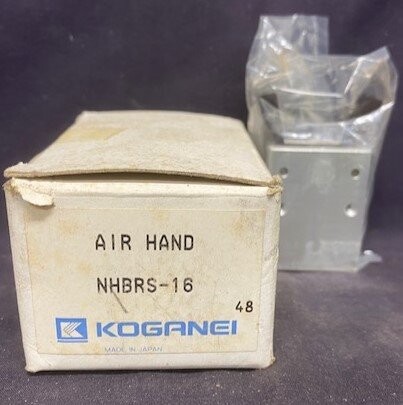 AIR HAND
NHBRS-16
48
KOGANEI
MADE IN JAPAN